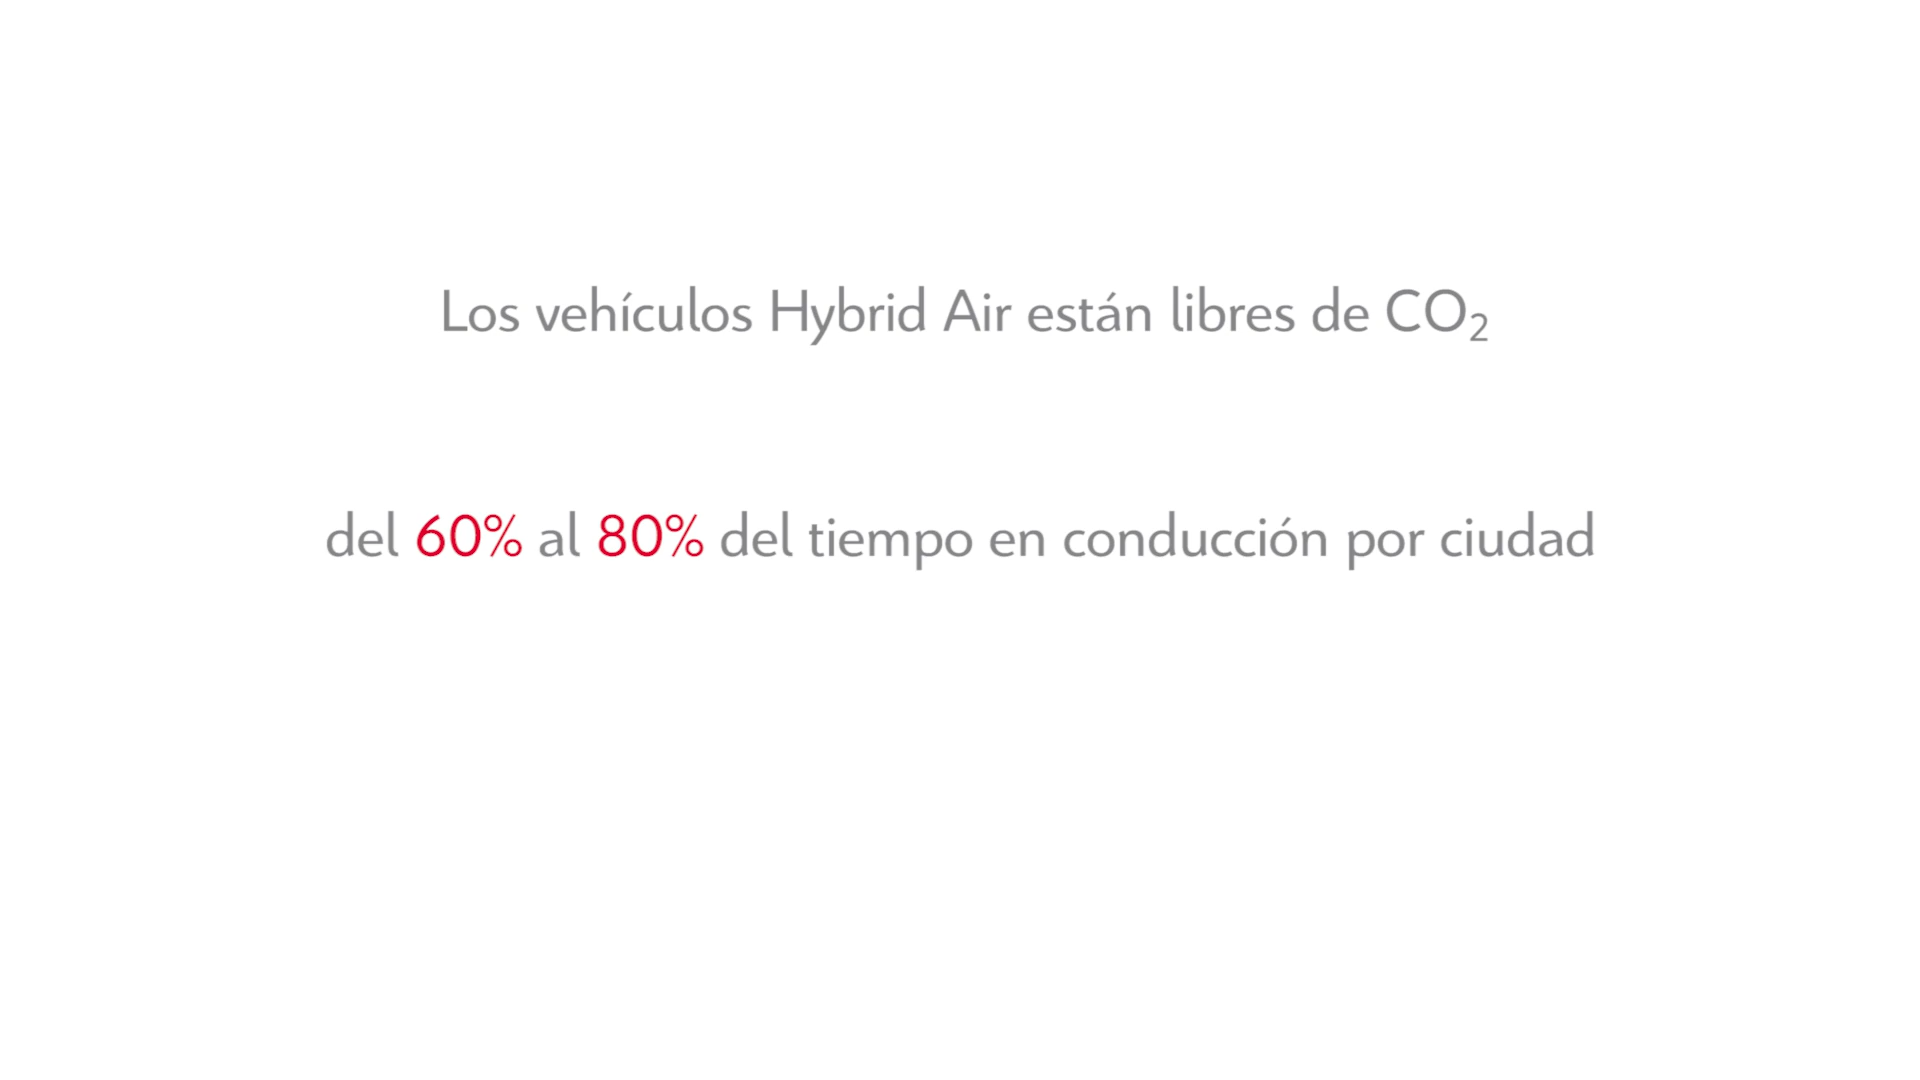 Los vehículos Hybrid Air están libres de CO₂
del 60% al 80% del tiempo en conducción por ciudad